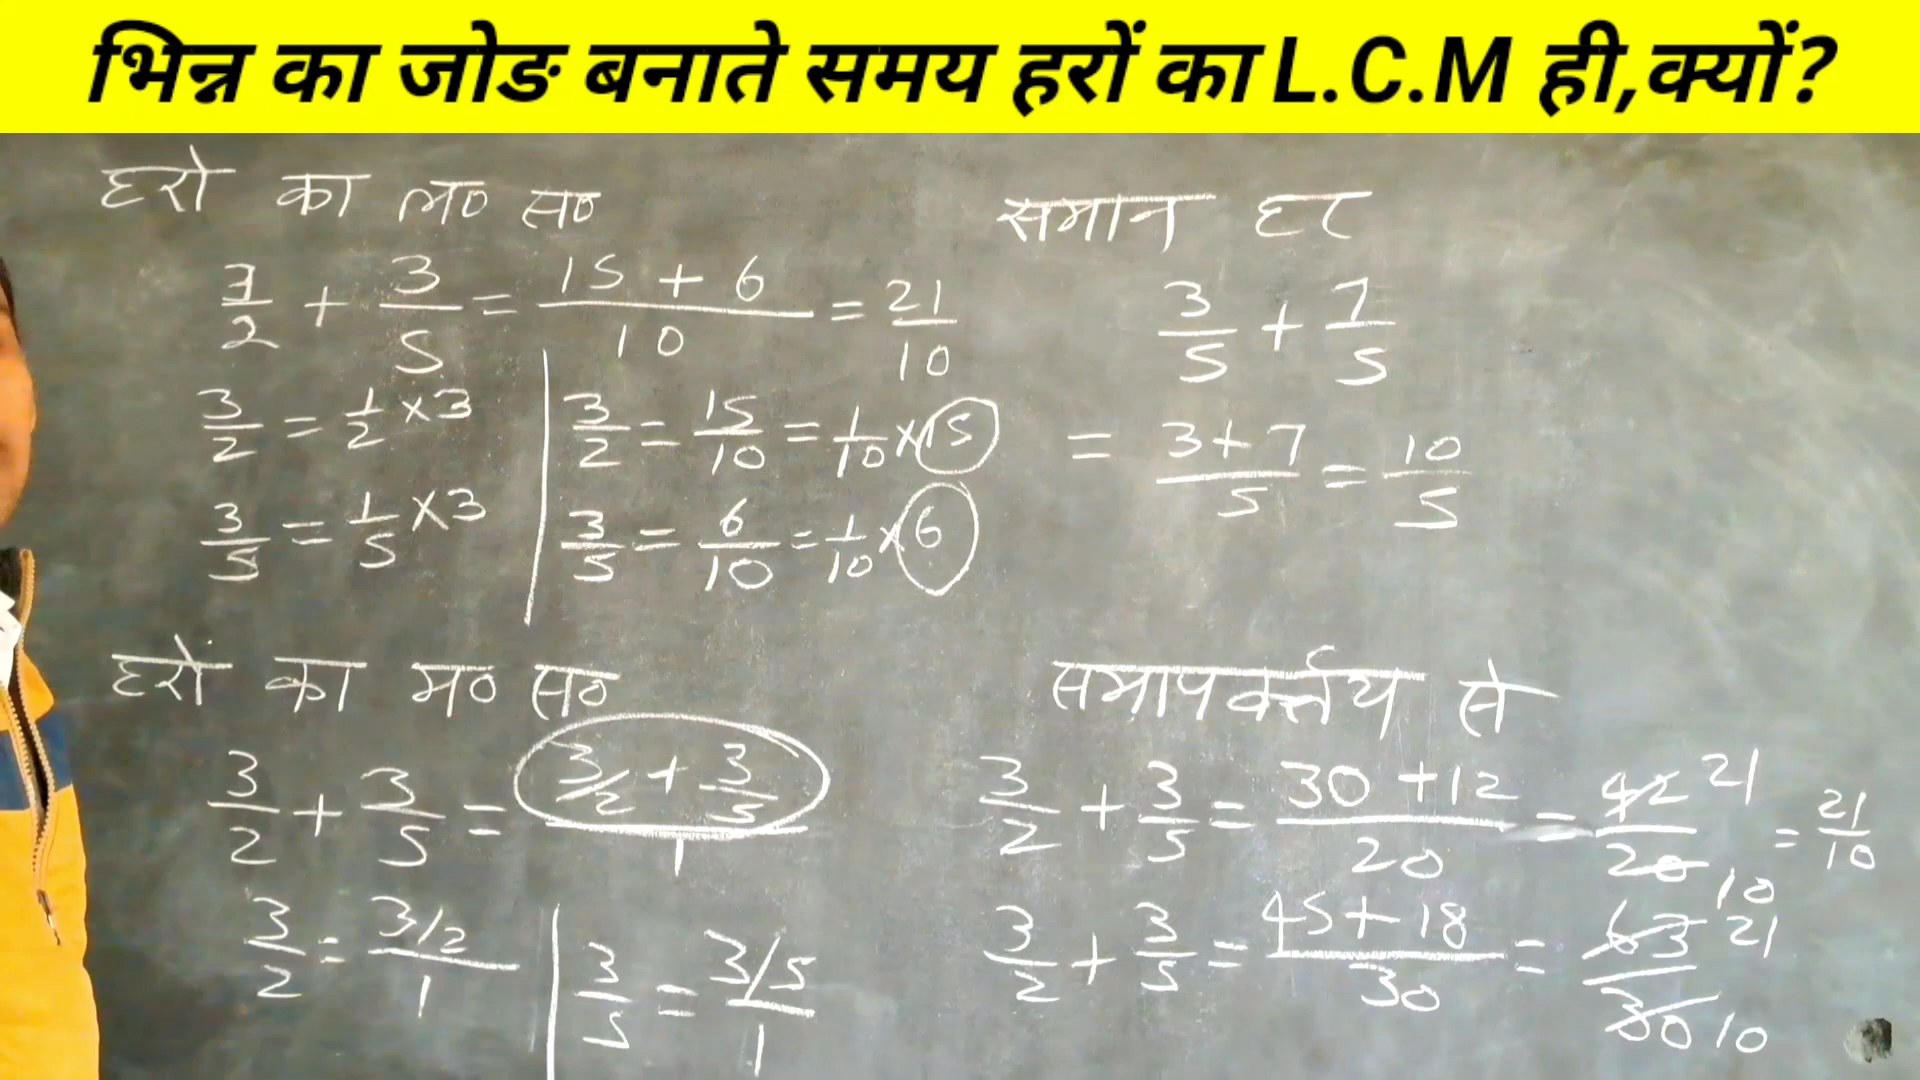 भिन्न का जोङ बनाते समय हरों का L.C.M ही,क्यों?
हरो का ल० स०
3/2 + 3/5 = (15 + 6)/10 = 21/10
3/2 = 1/2 × 3
3/2 = 15/10 = 1/10 × 15
3/5 = 1/5 × 3
3/5 = 6/10 = 1/10 × 6
समान हर
3/5 + 7/5
= (3 + 7)/5 = 10/5
हरों का म० स०
3/2 + 3/5 = (3/2 + 3/5)/1
3/2 = (3/2)/1
3/5 = (3/5)/1
समापवर्त्तय से
3/2 + 3/5 = (30 + 12)/20 = 42/20 21 10 = 21/10
3/2 + 3/5 = (45 + 18)/30 = 63/30 21 10